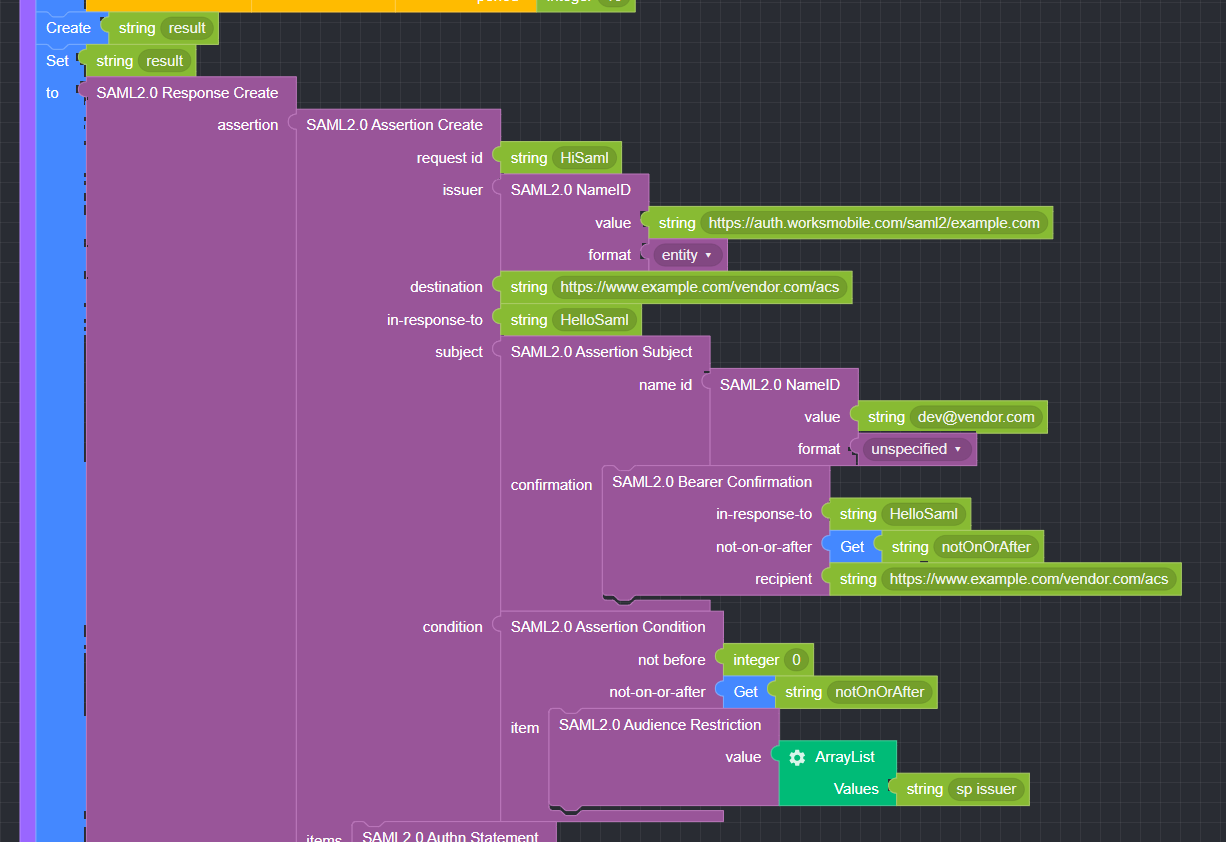 Create string result
Set string result
to SAML2.0 Response Create
assertion SAML2.0 Assertion Create
request id string HiSaml
issuer SAML2.0 NameID
value string https://auth.worksmobile.com/saml2/example.com
format entity
destination string https://www.example.com/vendor.com/acs
in-response-to string HelloSaml
subject SAML2.0 Assertion Subject
name id SAML2.0 NameID
value string dev@vendor.com
format unspecified
confirmation SAML2.0 Bearer Confirmation
in-response-to string HelloSaml
not-on-or-after Get string notOnOrAfter
recipient string https://www.example.com/vendor.com/acs
condition SAML2.0 Assertion Condition
not before integer 0
not-on-or-after Get string notOnOrAfter
item SAML2.0 Audience Restriction
value ArrayList
Values string sp issuer
items SAML2.0 Authn Statement